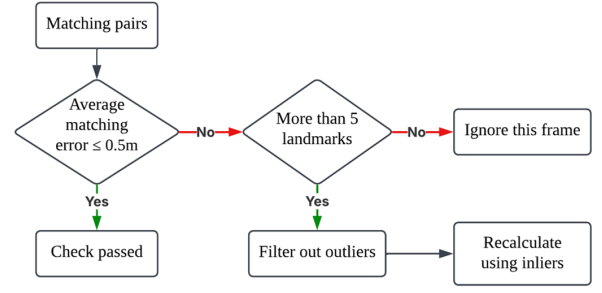 Matching pairs
Average
matching
error ≤ 0.5m
No
More than 5
landmarks
No
Ignore this frame
Yes
Yes
Check passed
Filter out outliers
Recalculate
using inliers